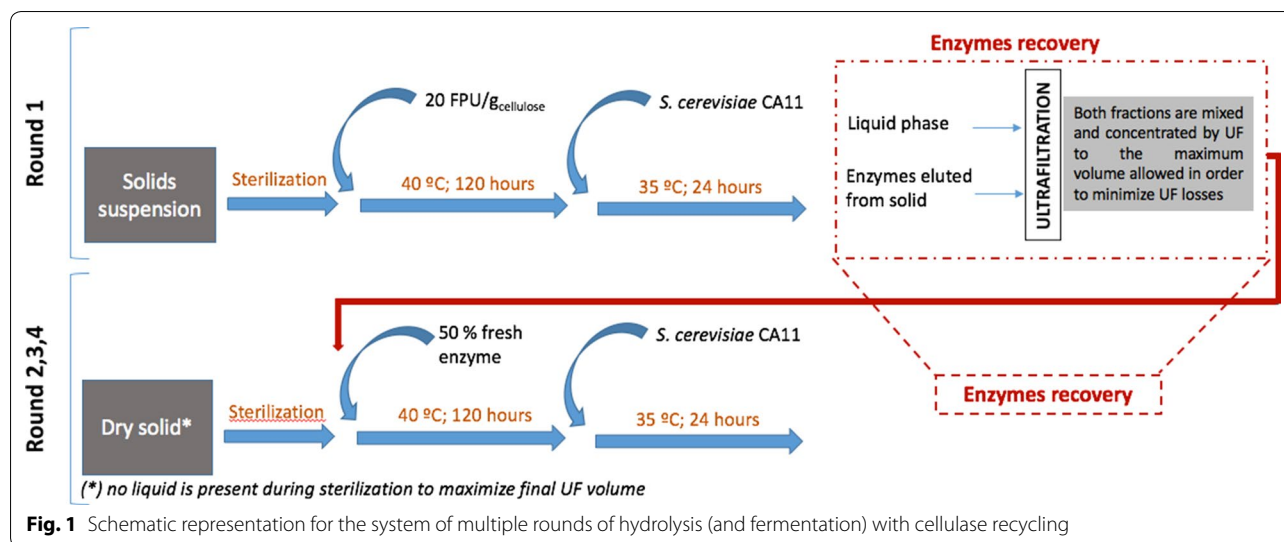 Enzymes recovery
Round 1
20 FPU/gcellulose
S. cerevisiae CA11
Solids
suspension
Sterilization
40 ºC; 120 hours
35 ºC; 24 hours
Liquid phase
Enzymes eluted
from solid
ULTRAFILTRATION
Both fractions are mixed
and concentrated by UF
to the maximum
volume allowed in order
to minimize UF losses
Round 2,3,4
50 % fresh
enzyme
S. cerevisiae CA11
Dry solid*
Sterilization
40 ºC; 120 hours
35 ºC; 24 hours
Enzymes recovery
(*) no liquid is present during sterilization to maximize final UF volume
Fig. 1 Schematic representation for the system of multiple rounds of hydrolysis (and fermentation) with cellulase recycling